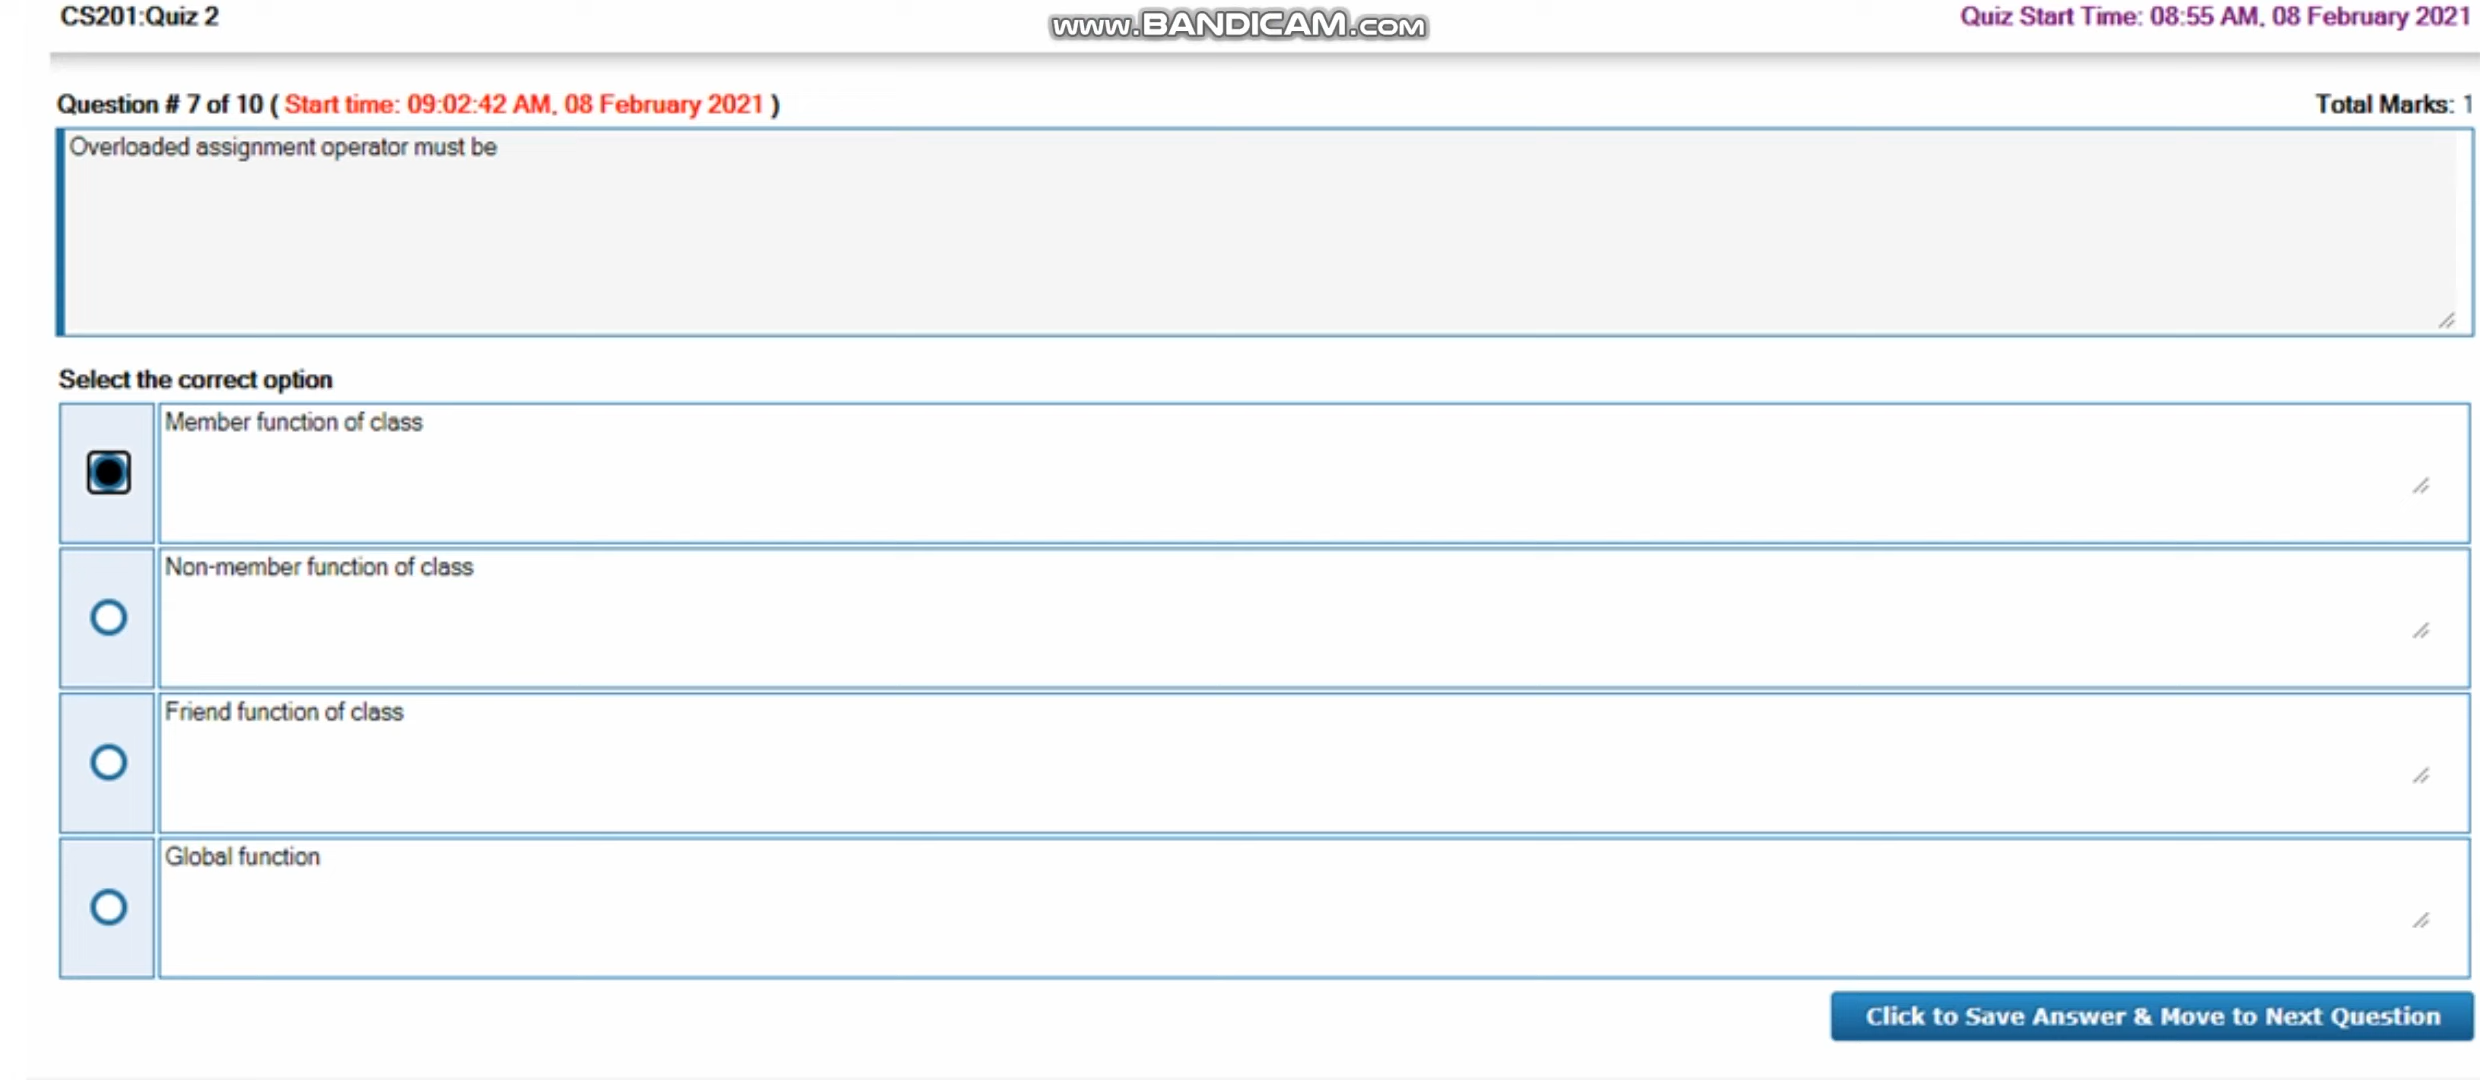 CS201:Quiz 2
www.BANDICAM.com
Quiz Start Time: 08:55 AM, 08 February 2021
Question # 7 of 10 ( Start time: 09:02:42 AM, 08 February 2021 )
Total Marks: 1
Overloaded assignment operator must be
Select the correct option
Member function of class
Non-member function of class
Friend function of class
Global function
Click to Save Answer & Move to Next Question